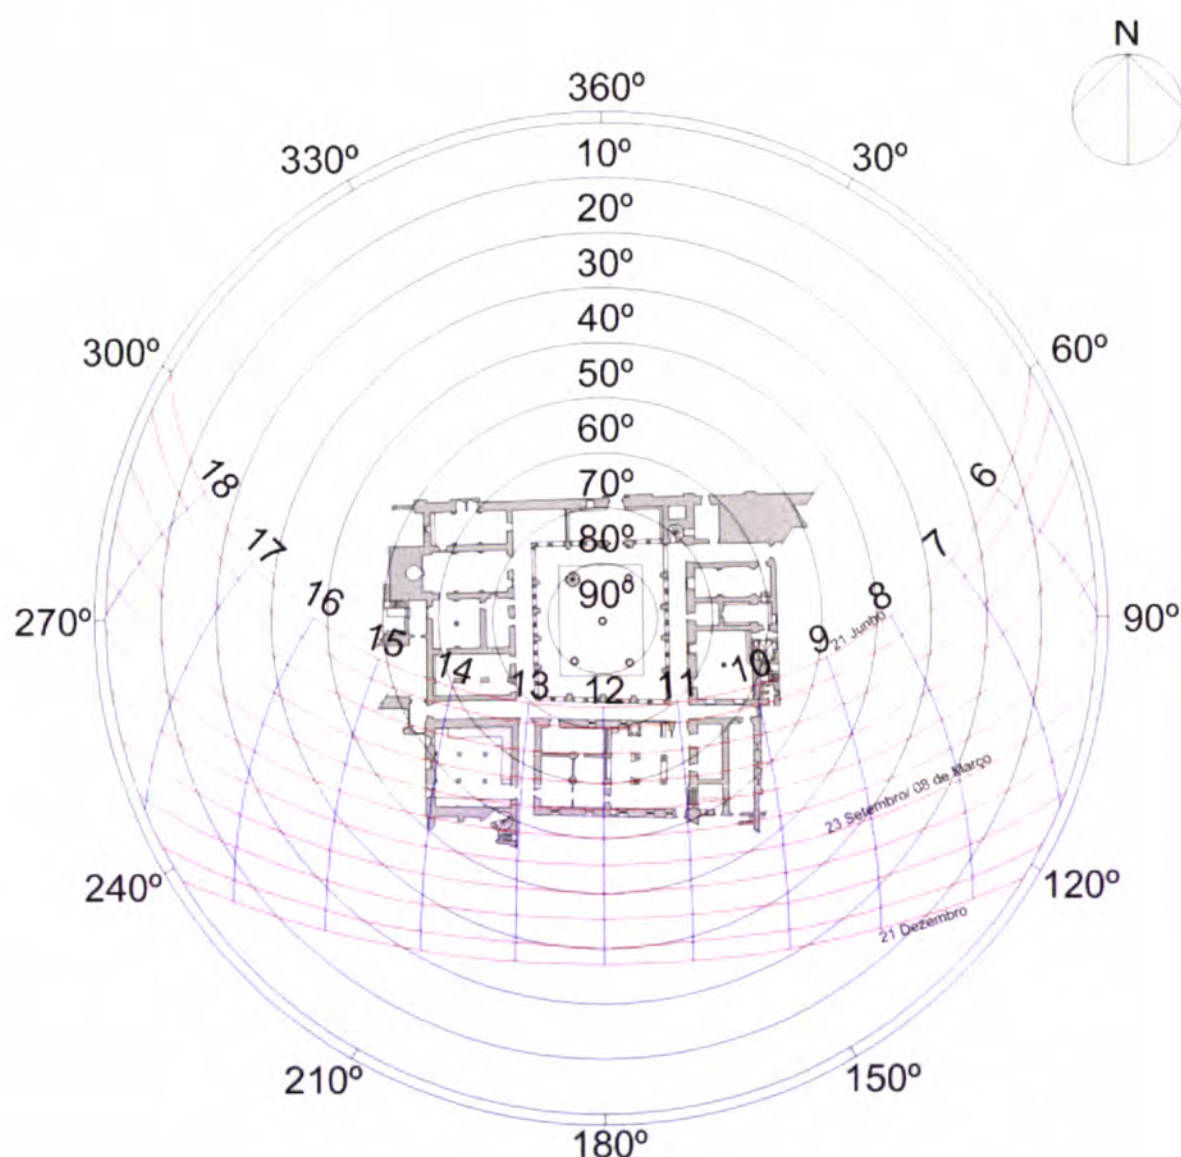 N
360º
330º
10º
30º
20º
30º
40º
300º
60º
50º
60º
18
6
70º
17
80º
7
90º
16
8
270º
90º
15
21 Junho
9
14
10
13
12
11
23 Setembro/ 08 de Março
240º
120º
21 Dezembro
210º
150º
180º